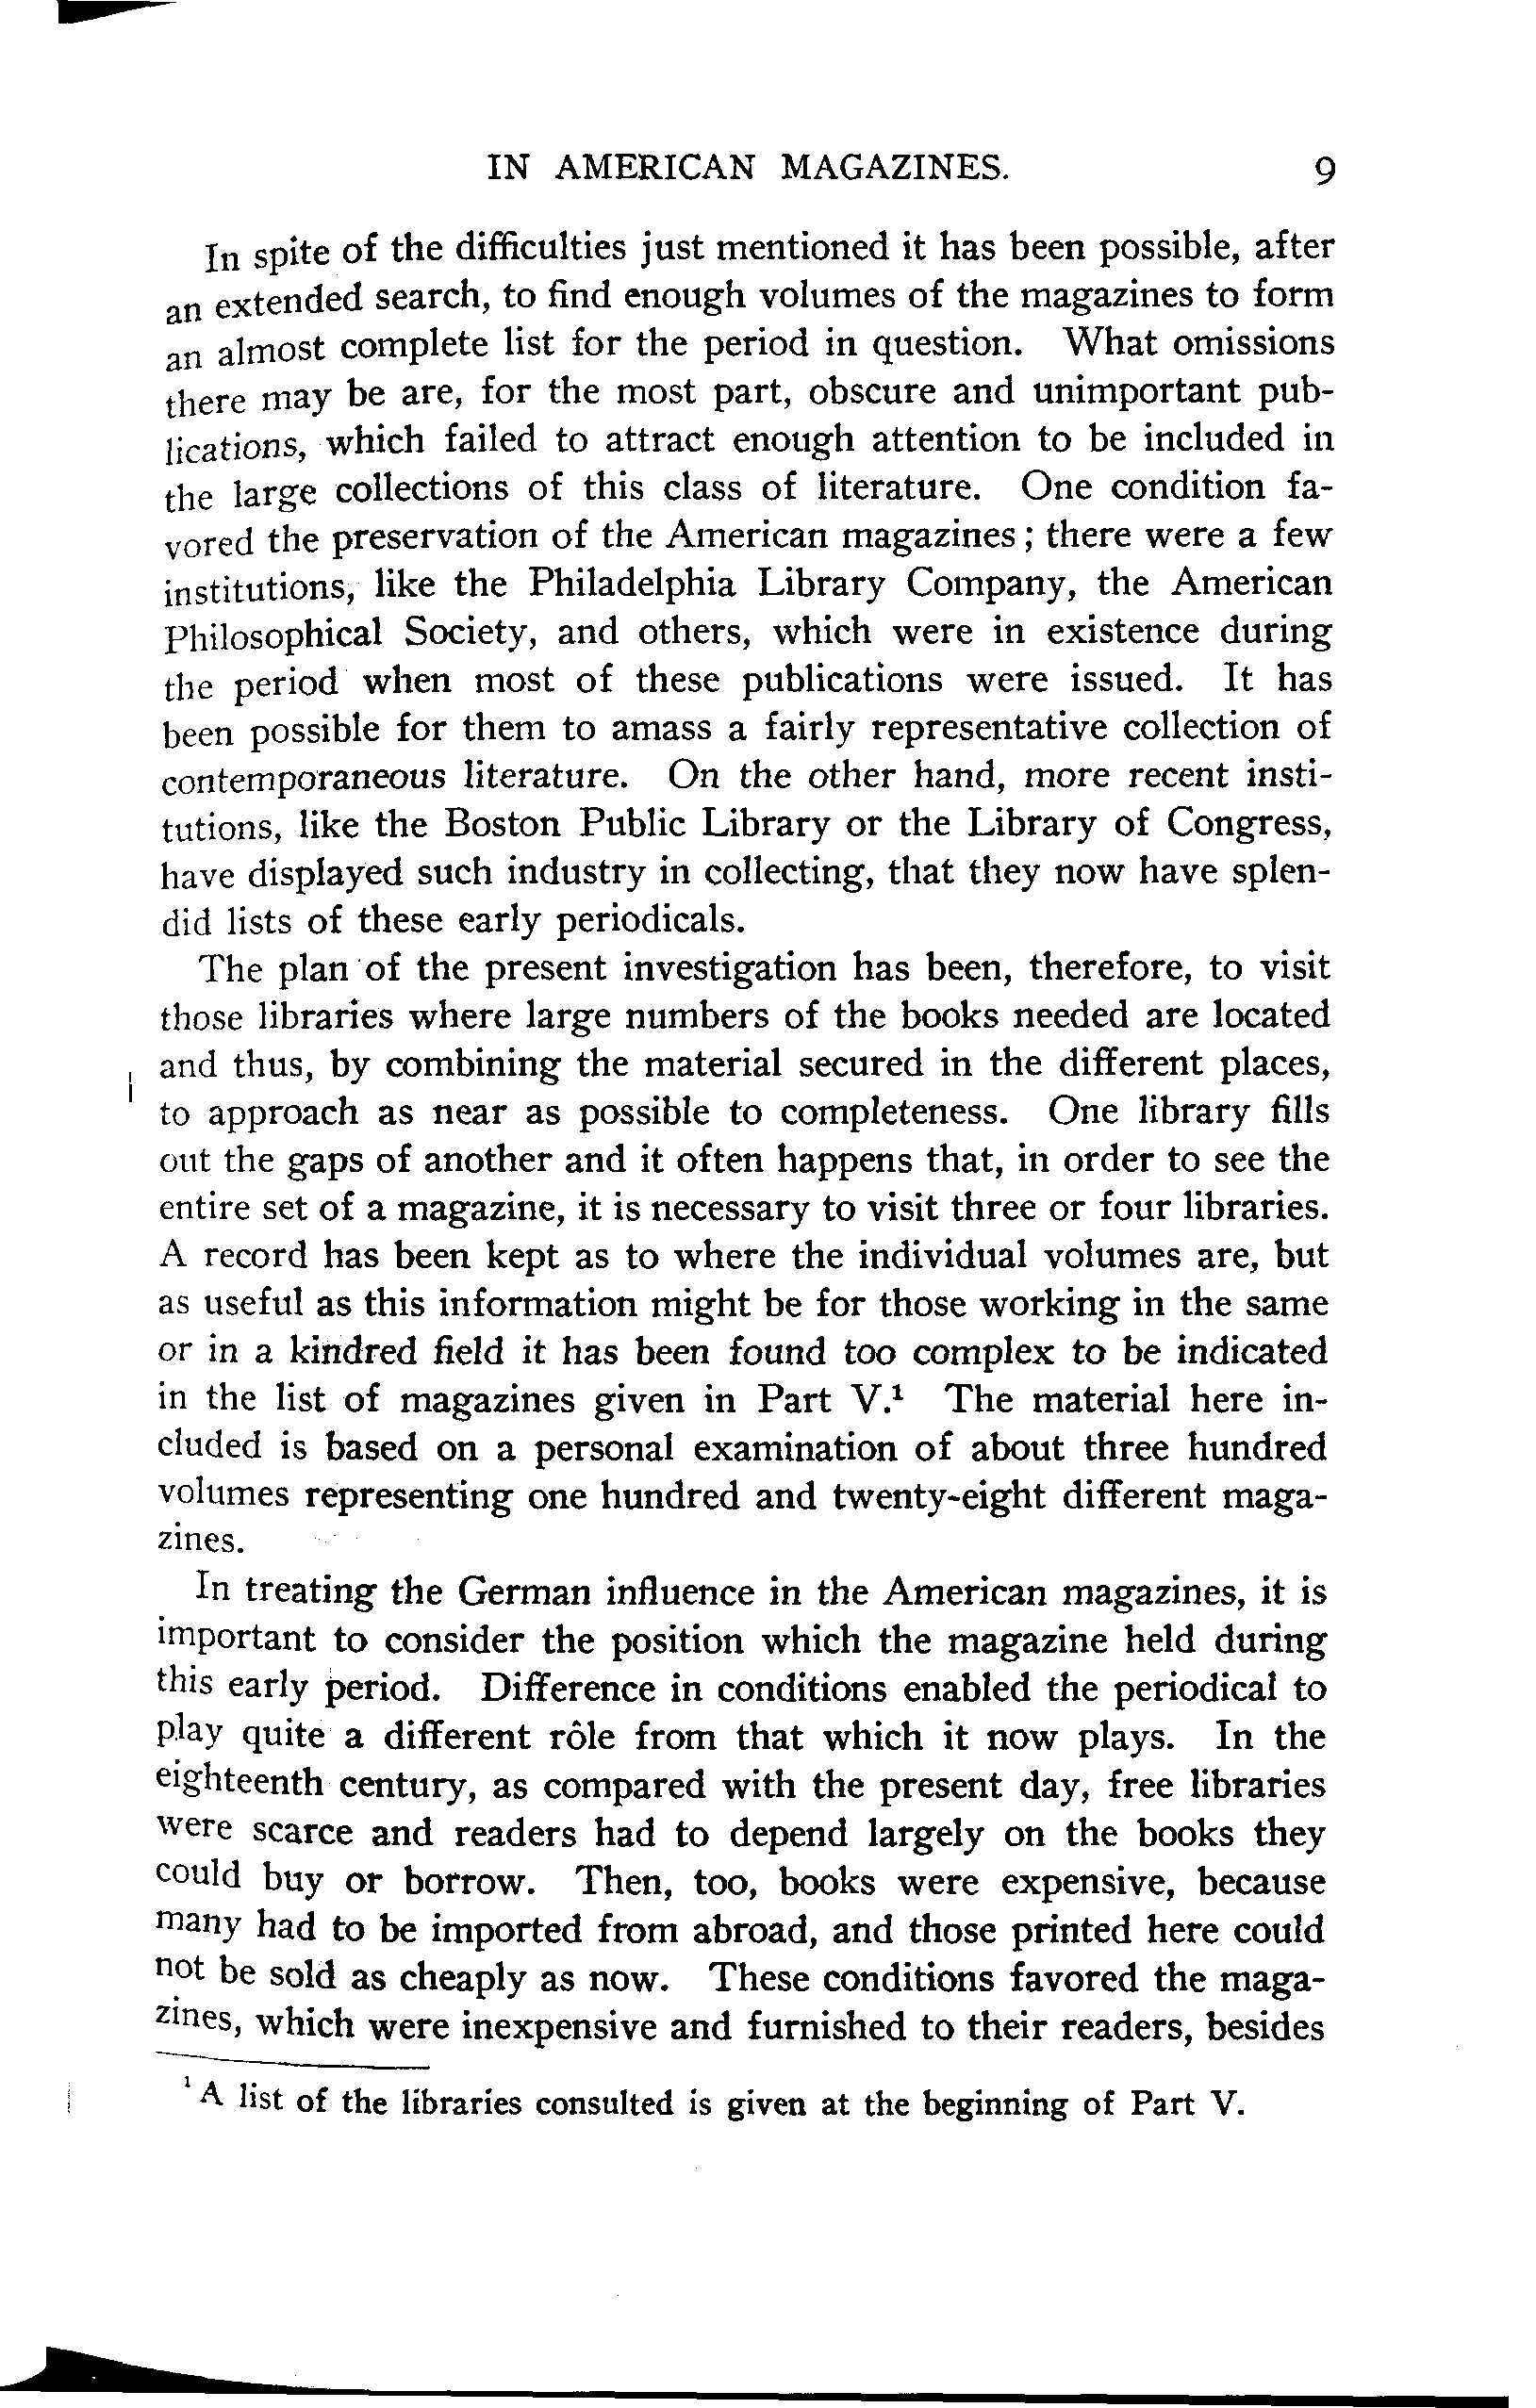 IN AMERICAN MAGAZINES. 9
In spite of the difficulties just mentioned it has been possible, after
an extended search, to find enough volumes of the magazines to form
an almost complete list for the period in question. What omissions
there may be are, for the most part, obscure and unimportant pub-
lications, which failed to attract enough attention to be included in
the large collections of this class of literature. One condition fa-
vored the preservation of the American magazines; there were a few
institutions, like the Philadelphia Library Company, the American
Philosophical Society, and others, which were in existence during
the period when most of these publications were issued. It has
been possible for them to amass a fairly representative collection of
contemporaneous literature. On the other hand, more recent insti-
tutions, like the Boston Public Library or the Library of Congress,
have displayed such industry in collecting, that they now have splen-
did lists of these early periodicals.
The plan of the present investigation has been, therefore, to visit
those libraries where large numbers of the books needed are located
and thus, by combining the material secured in the different places,
to approach as near as possible to completeness. One library fills
out the gaps of another and it often happens that, in order to see the
entire set of a magazine, it is necessary to visit three or four libraries.
A record has been kept as to where the individual volumes are, but
as useful as this information might be for those working in the same
or in a kindred field it has been found too complex to be indicated
in the list of magazines given in Part V.¹ The material here in-
cluded is based on a personal examination of about three hundred
volumes representing one hundred and twenty-eight different maga-
zines.
In treating the German influence in the American magazines, it is
important to consider the position which the magazine held during
this early period. Difference in conditions enabled the periodical to
play quite a different rôle from that which it now plays. In the
eighteenth century, as compared with the present day, free libraries
were scarce and readers had to depend largely on the books they
could buy or borrow. Then, too, books were expensive, because
many had to be imported from abroad, and those printed here could
not be sold as cheaply as now. These conditions favored the maga-
zines, which were inexpensive and furnished to their readers, besides
¹ A list of the libraries consulted is given at the beginning of Part V.